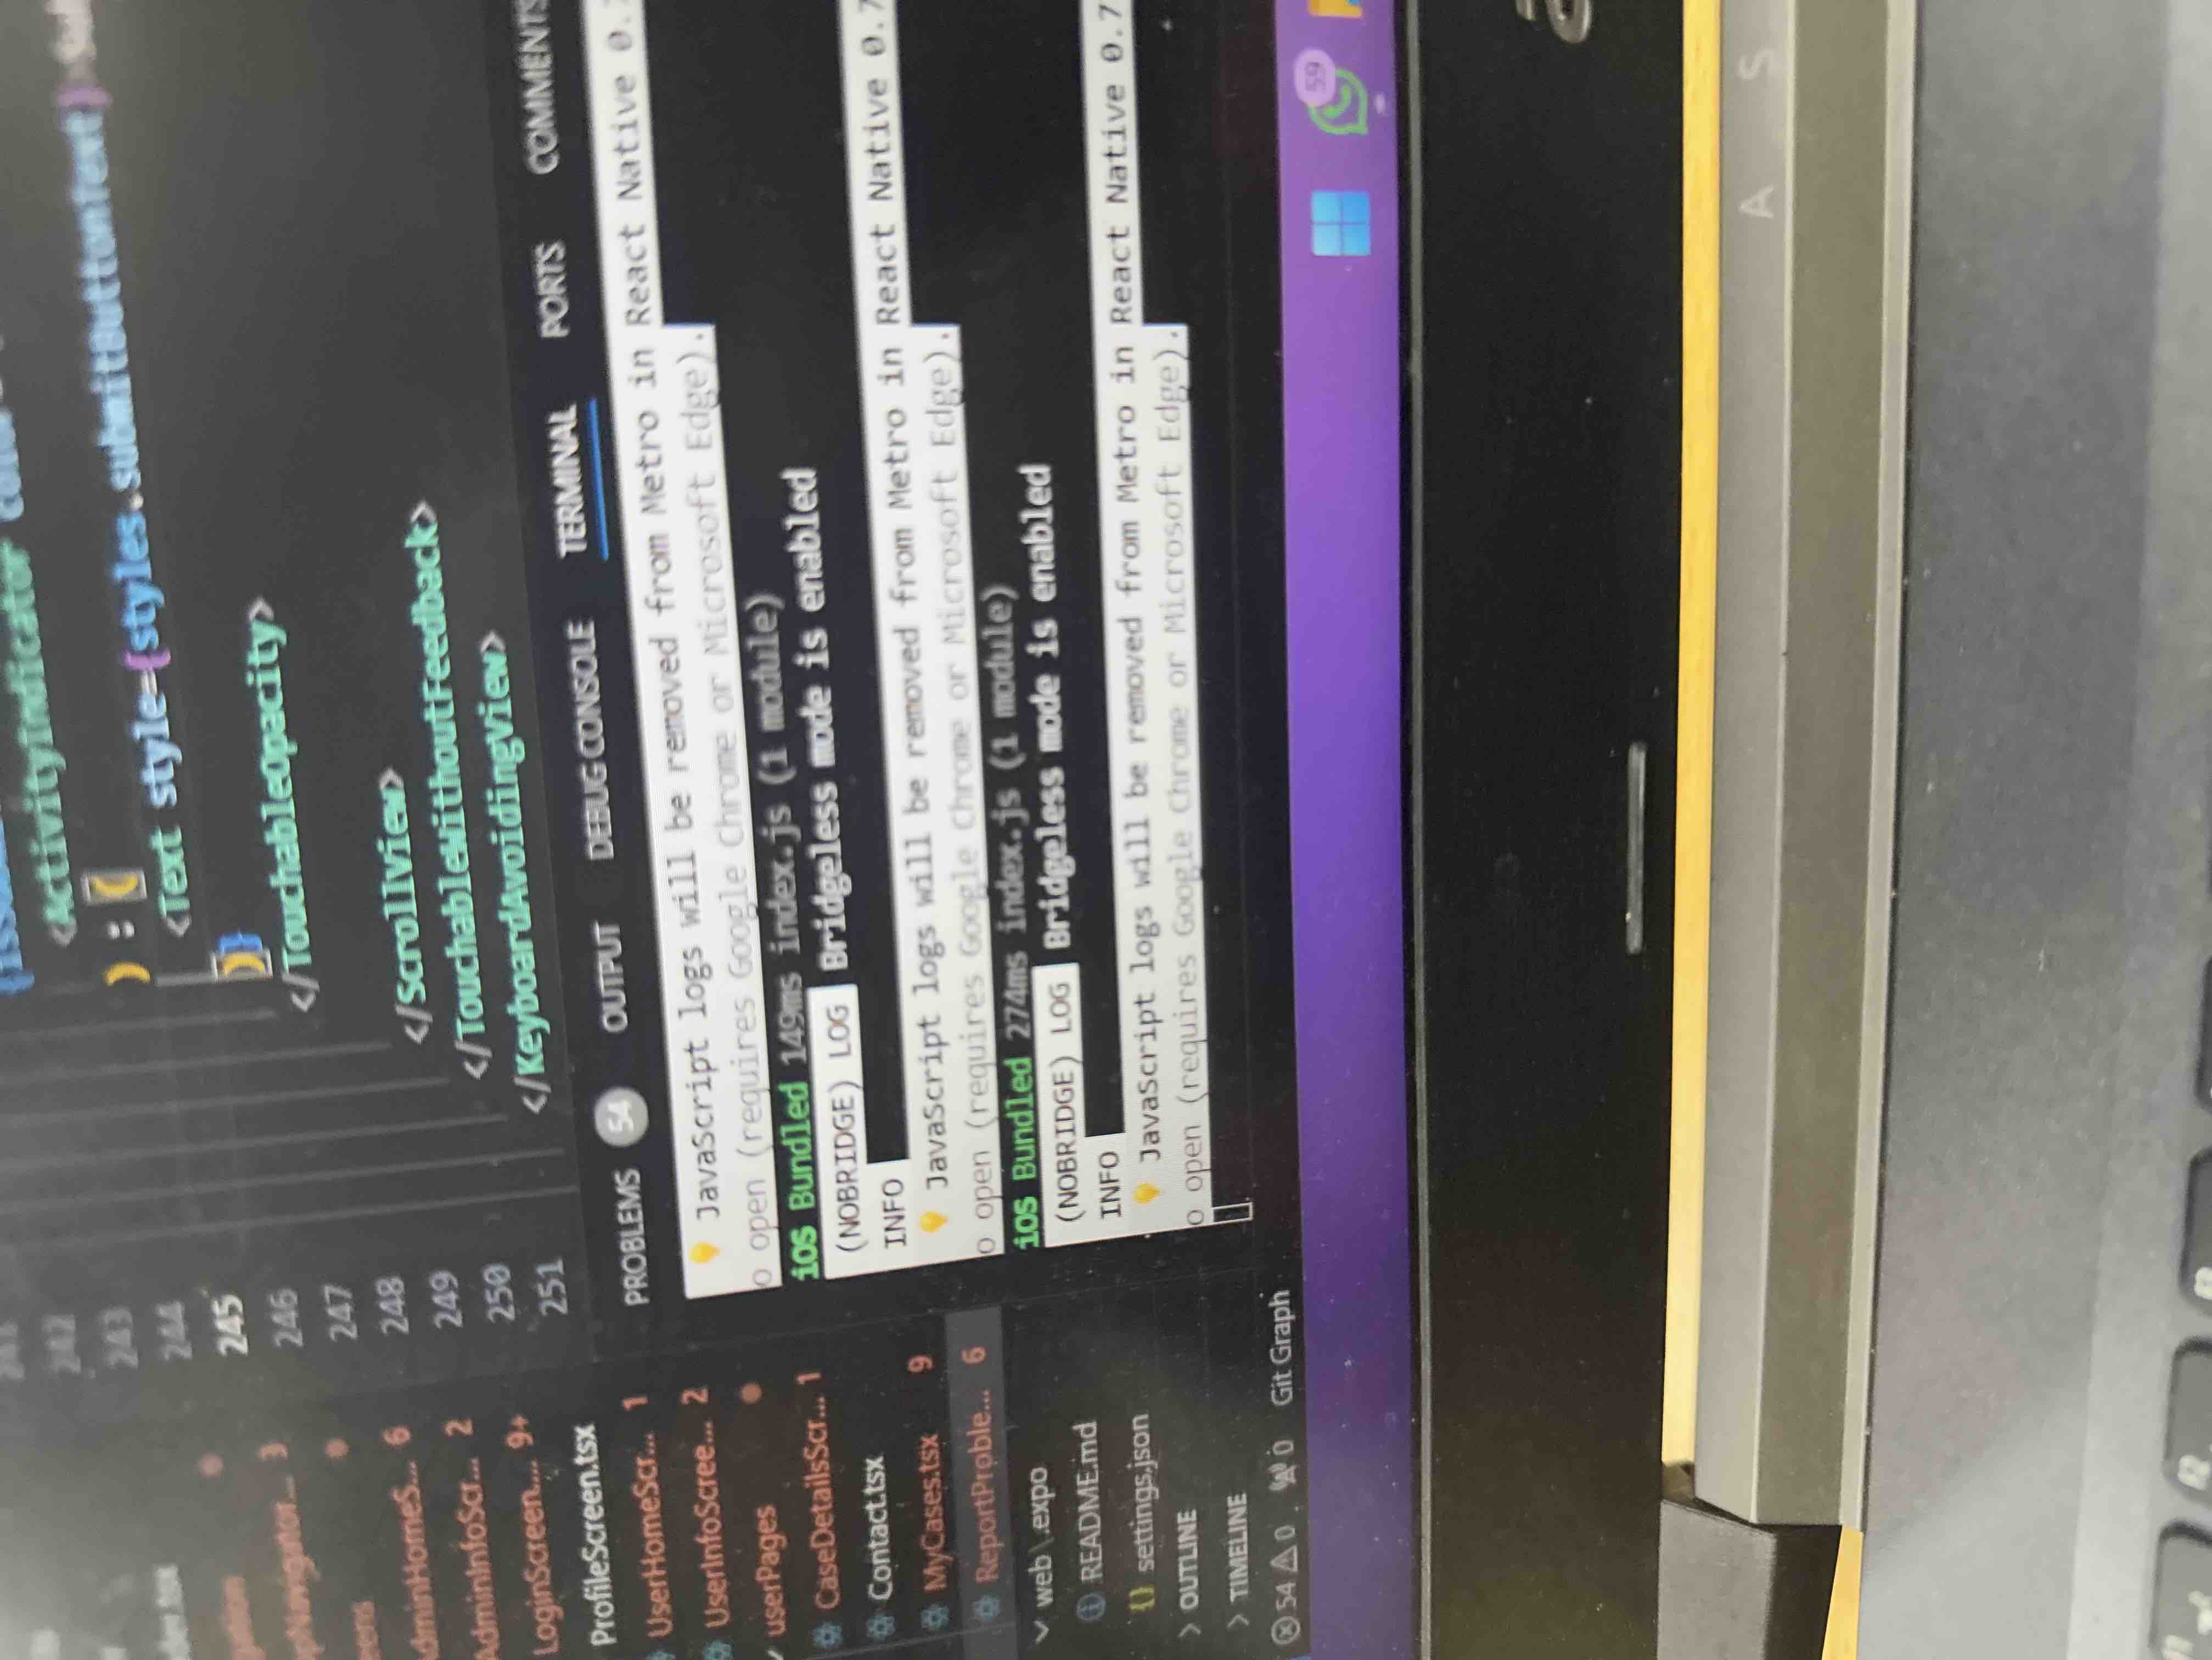 242
<ActivityIndicator
243
) : (
244
<Text style={styles.submitButtonText}
245
)}
246
</TouchableOpacity>
247
248
</ScrollView>
249
</TouchableWithoutFeedback>
250
</KeyboardAvoidingView>
251
3
AdminHomeS... 6
AdminInfoScr... 2
LoginScreen.... 9+
ProfileScreen.tsx
UserHomeScr... 1
UserInfoScree... 2
userPages
CaseDetailsScr... 1
Contact.tsx
MyCases.tsx 9
ReportProble... 6
web\.expo
README.md
{} settings.json
OUTLINE
TIMELINE
PROBLEMS 54 OUTPUT DEBUG CONSOLE TERMINAL PORTS COMMENTS
JavaScript logs will be removed from Metro in React Native 0.
o open (requires Google Chrome or Microsoft Edge).
iOS Bundled 149ms index.js (1 module)
(NOBRIDGE) LOG Bridgeless mode is enabled
INFO
JavaScript logs will be removed from Metro in React Native 0.7
o open (requires Google Chrome or Microsoft Edge).
iOS Bundled 274ms index.js (1 module)
(NOBRIDGE) LOG Bridgeless mode is enabled
INFO
JavaScript logs will be removed from Metro in React Native 0.7
o open (requires Google Chrome or Microsoft Edge).
54 0 0 Git Graph
59
A S